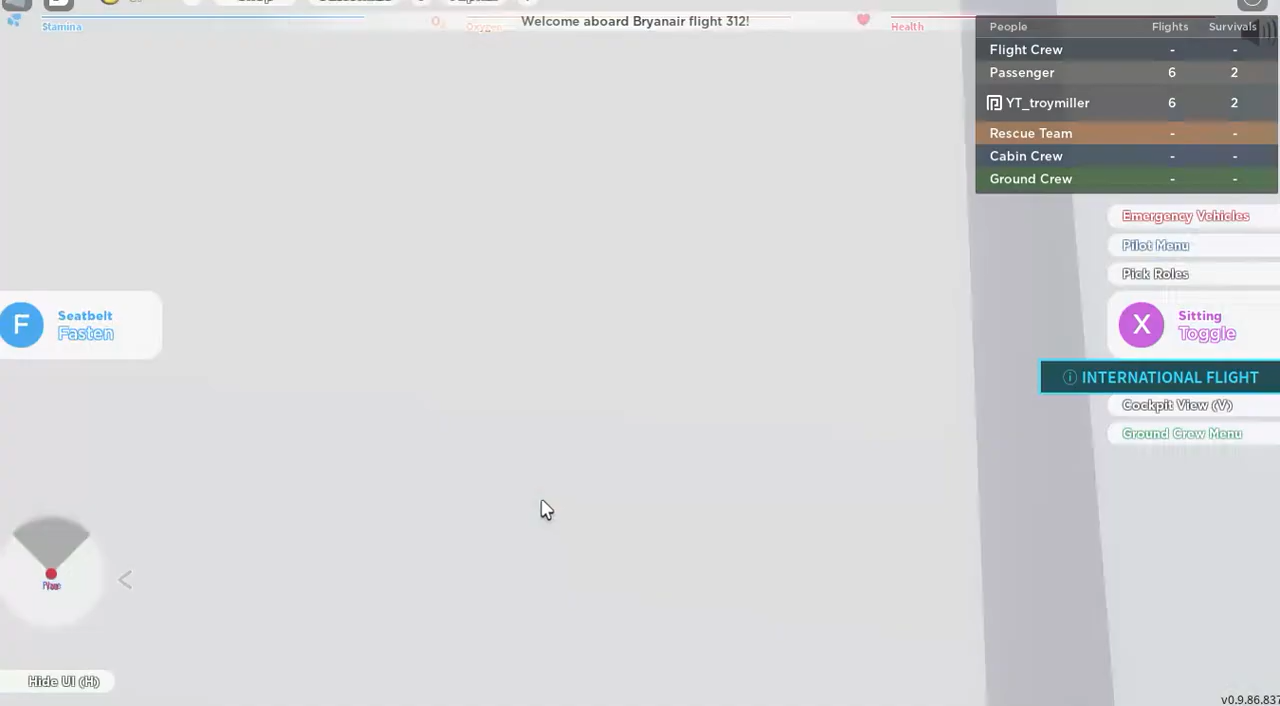 Welcome aboard Bryanair flight 312!
Stamina
Oxygen
Health
People Flights Survivals
Flight Crew - -
Passenger 6 2
YT_troymiller 6 2
Rescue Team - -
Cabin Crew - -
Ground Crew - -
Emergency Vehicles
Pilot Menu
Pick Roles
F
Seatbelt
Fasten
X
Sitting
Toggle
INTERNATIONAL FLIGHT
Cockpit View (V)
Ground Crew Menu
<
Hide UI (H)
v0.9.86.837